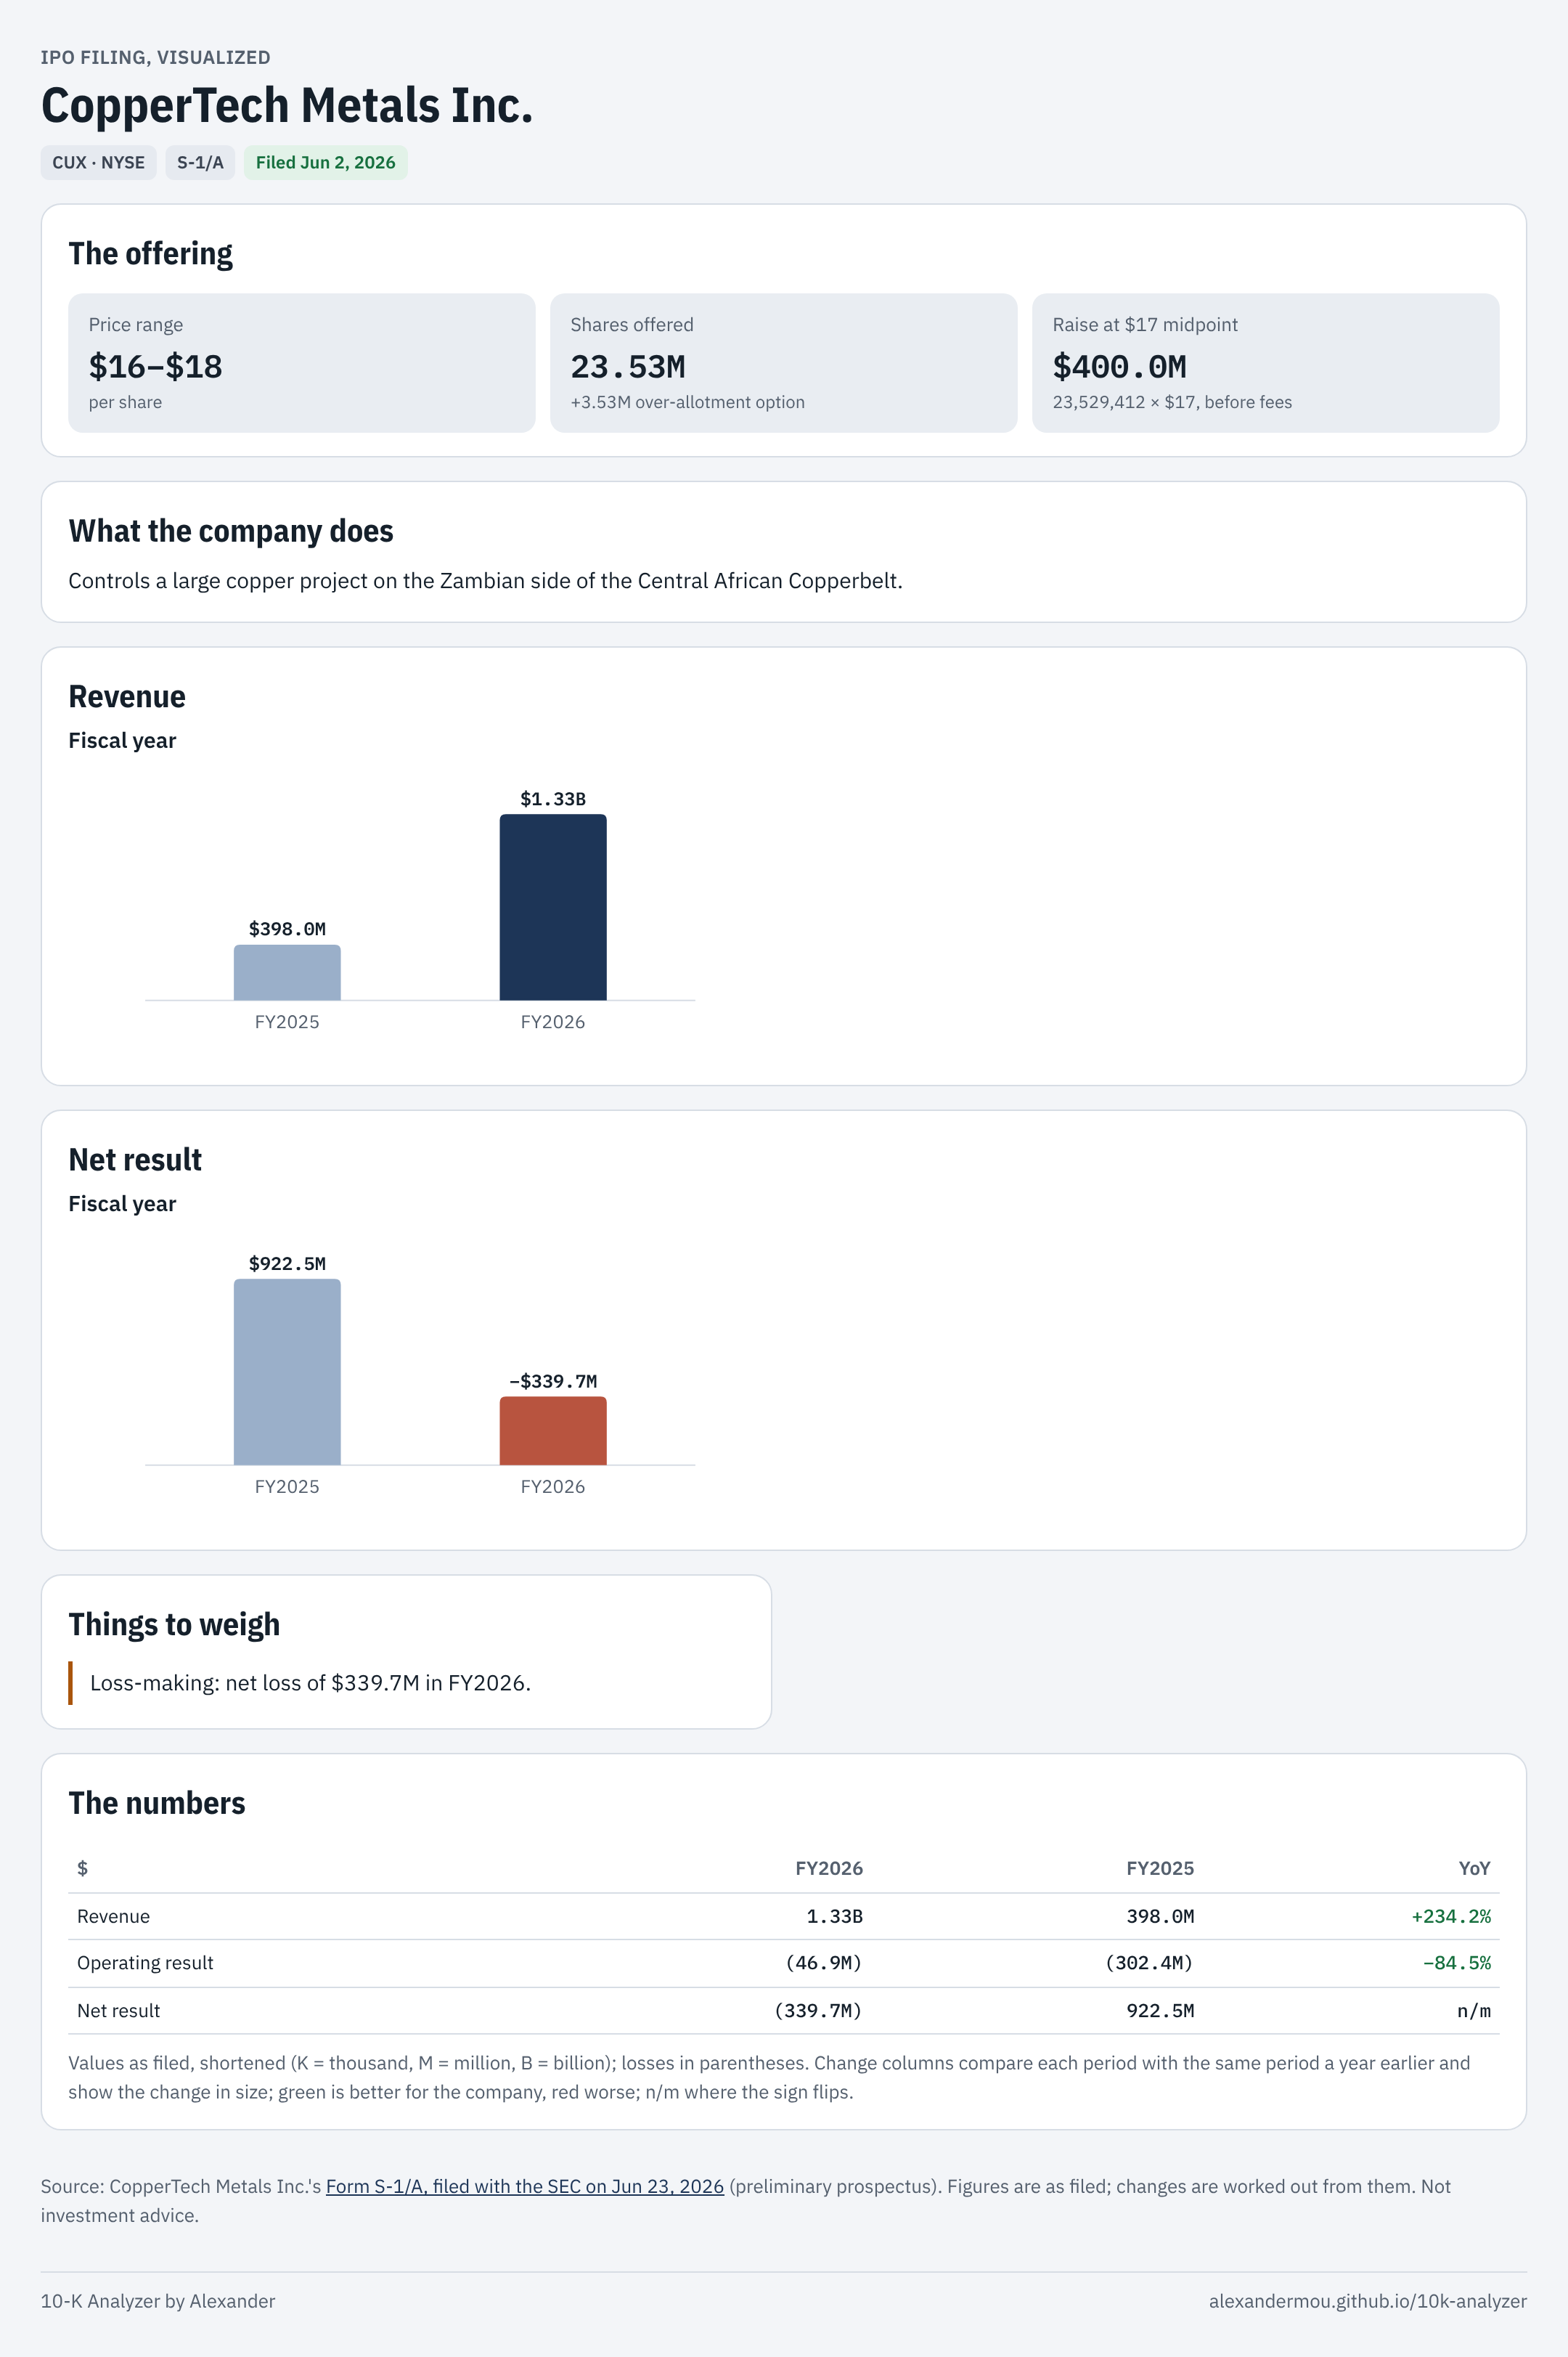 IPO FILING, VISUALIZED
CopperTech Metals Inc.
CUX · NYSE
S-1/A
Filed Jun 2, 2026
The offering
Price range
$16–$18
per share
Shares offered
23.53M
+3.53M over-allotment option
Raise at $17 midpoint
$400.0M
23,529,412 × $17, before fees
What the company does
Controls a large copper project on the Zambian side of the Central African Copperbelt.
Revenue
Fiscal year
$398.0M
$1.33B
FY2025
FY2026
Net result
Fiscal year
$922.5M
−$339.7M
FY2025
FY2026
Things to weigh
Loss-making: net loss of $339.7M in FY2026.
The numbers
$ FY2026 FY2025 YoY
Revenue 1.33B 398.0M +234.2%
Operating result (46.9M) (302.4M) −84.5%
Net result (339.7M) 922.5M n/m
Values as filed, shortened (K = thousand, M = million, B = billion); losses in parentheses. Change columns compare each period with the same period a year earlier and
show the change in size; green is better for the company, red worse; n/m where the sign flips.
Source: CopperTech Metals Inc.'s Form S-1/A, filed with the SEC on Jun 23, 2026 (preliminary prospectus). Figures are as filed; changes are worked out from them. Not
investment advice.
10-K Analyzer by Alexander
alexandermou.github.io/10k-analyzer